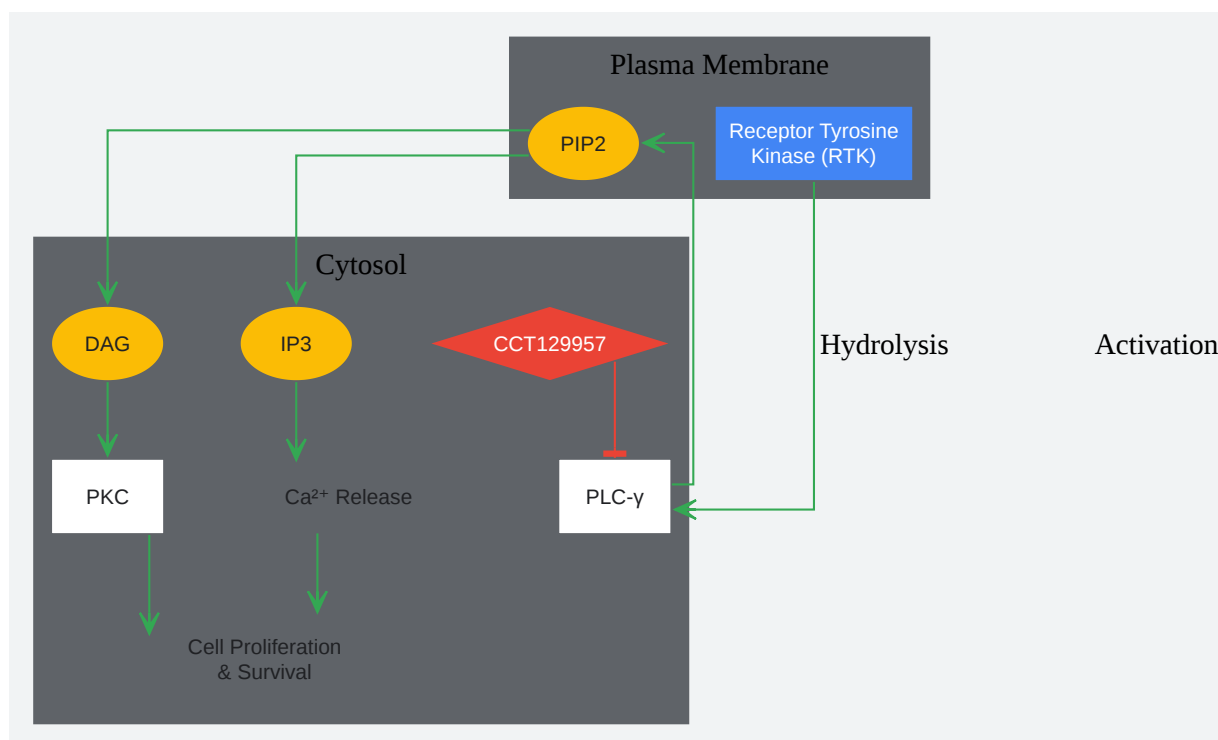 Plasma Membrane
PIP2
Receptor Tyrosine
Kinase (RTK)
Cytosol
DAG
IP3
CCT129957
Hydrolysis
Activation
PKC
Ca²⁺ Release
PLC-γ
Cell Proliferation
& Survival